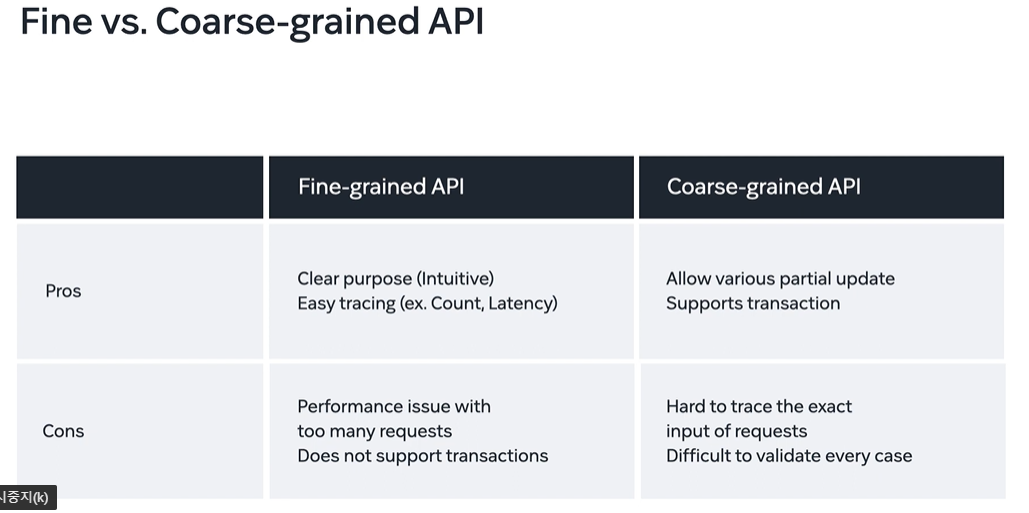 Fine vs. Coarse-grained API
Fine-grained API
Coarse-grained API
Pros
Clear purpose (Intuitive)
Easy tracing (ex. Count, Latency)
Allow various partial update
Supports transaction
Cons
Performance issue with
too many requests
Does not support transactions
Hard to trace the exact
input of requests
Difficult to validate every case
시중지(k)